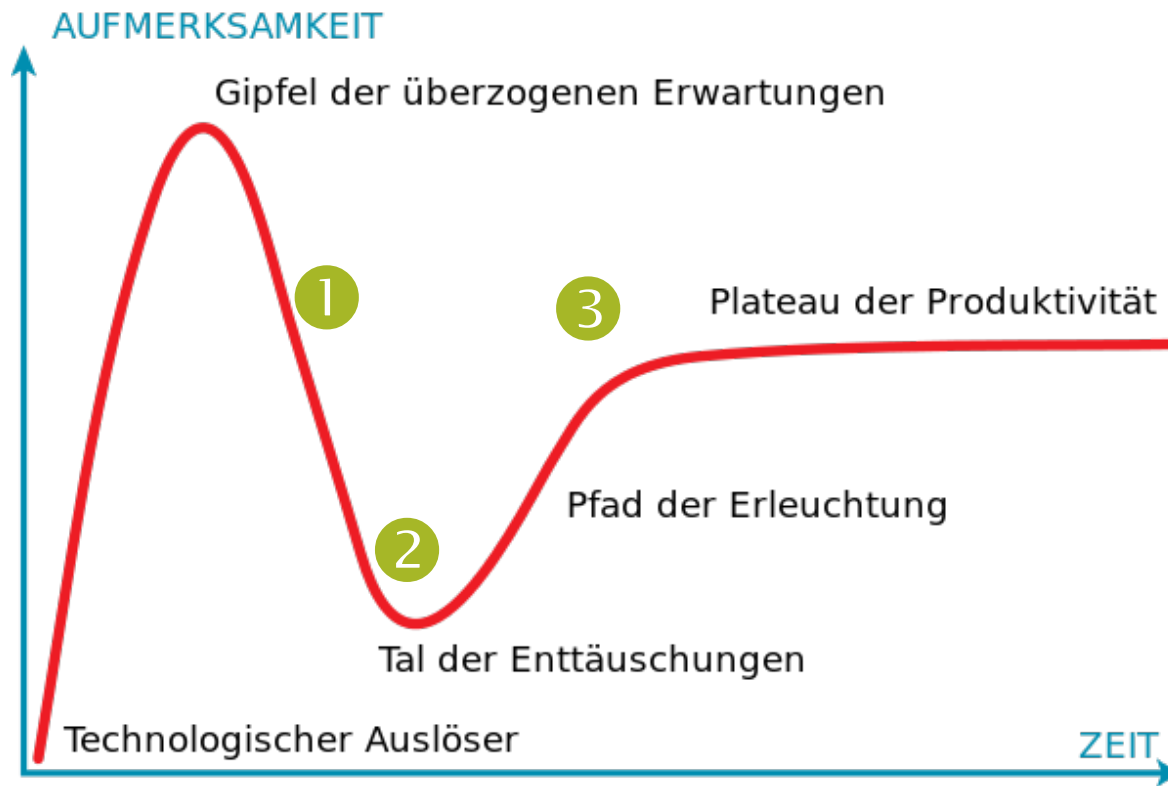 AUFMERKSAMKEIT
Gipfel der überzogenen Erwartungen
1
3
Plateau der Produktivität
Pfad der Erleuchtung
2
Tal der Enttäuschungen
Technologischer Auslöser
ZEIT